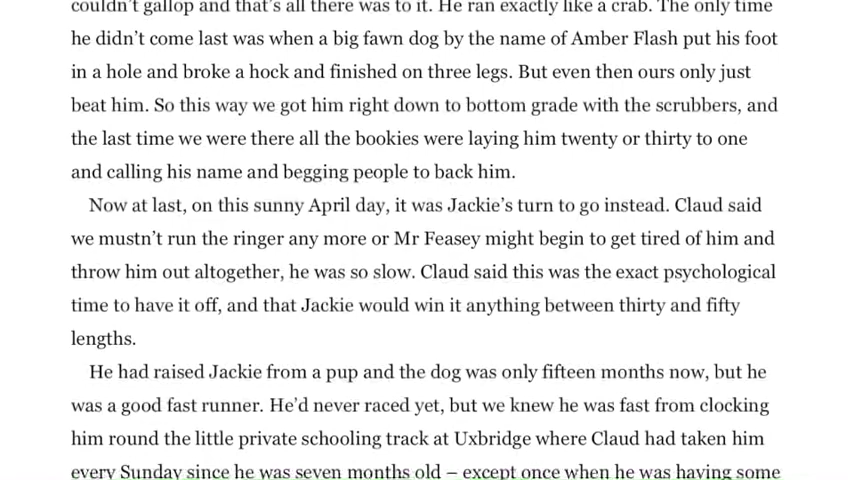 couldn’t gallop and that’s all there was to it. He ran exactly like a crab. The only time
he didn’t come last was when a big fawn dog by the name of Amber Flash put his foot
in a hole and broke a hock and finished on three legs. But even then ours only just
beat him. So this way we got him right down to bottom grade with the scrubbers, and
the last time we were there all the bookies were laying him twenty or thirty to one
and calling his name and begging people to back him.
Now at last, on this sunny April day, it was Jackie’s turn to go instead. Claud said
we mustn’t run the ringer any more or Mr Feasey might begin to get tired of him and
throw him out altogether, he was so slow. Claud said this was the exact psychological
time to have it off, and that Jackie would win it anything between thirty and fifty
lengths.
He had raised Jackie from a pup and the dog was only fifteen months now, but he
was a good fast runner. He’d never raced yet, but we knew he was fast from clocking
him round the little private schooling track at Uxbridge where Claud had taken him
every Sunday since he was seven months old – except once when he was having some